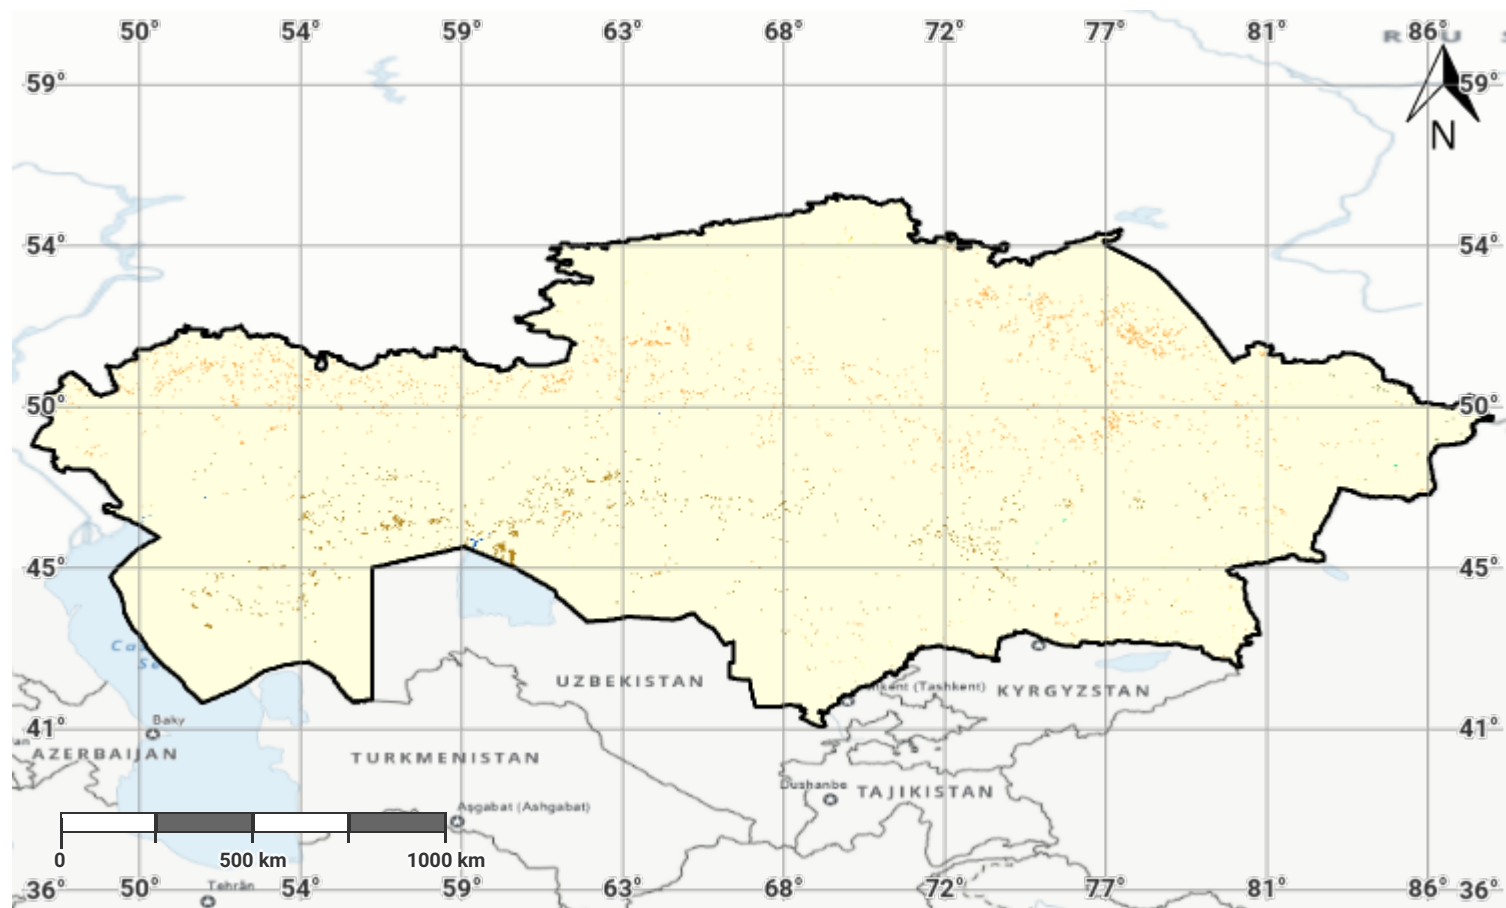 50° 54° 59° 63° 68° 72° 77° 81° 86°
R U S
59° 59°
N
54° 54°
50° 50°
45° 45°
UZBEKISTAN
(Tashkent)
KYRGYZSTAN
41° 41°
Baky
AZERBAIJAN
TURKMENISTAN
Dushanbe
TAJIKISTAN
Aşgabat (Ashgabat)
0 500 km 1000 km
Tehrān
36° 50° 54° 59° 63° 68° 72° 77° 81° 86° 36°